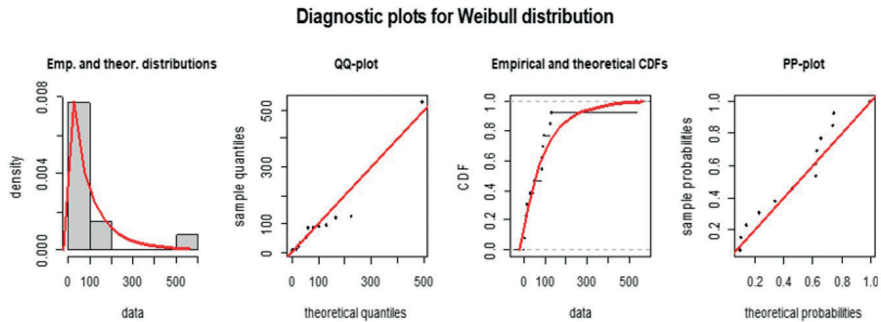 Diagnostic plots for Weibull distribution
Emp. and theor. distributions
0.008
0.004
0.000
density
0 100 300 500
data
QQ-plot
500
300
100
0
sample quantiles
0 100 300 500
theoretical quantiles
Empirical and theoretical CDFs
1.0
0.8
0.6
0.4
0.2
0.0
CDF
0 100 300 500
data
PP-plot
1.0
0.8
0.6
0.4
0.2
sample probabilities
0.2 0.4 0.6 0.8 1.0
theoretical probabilities